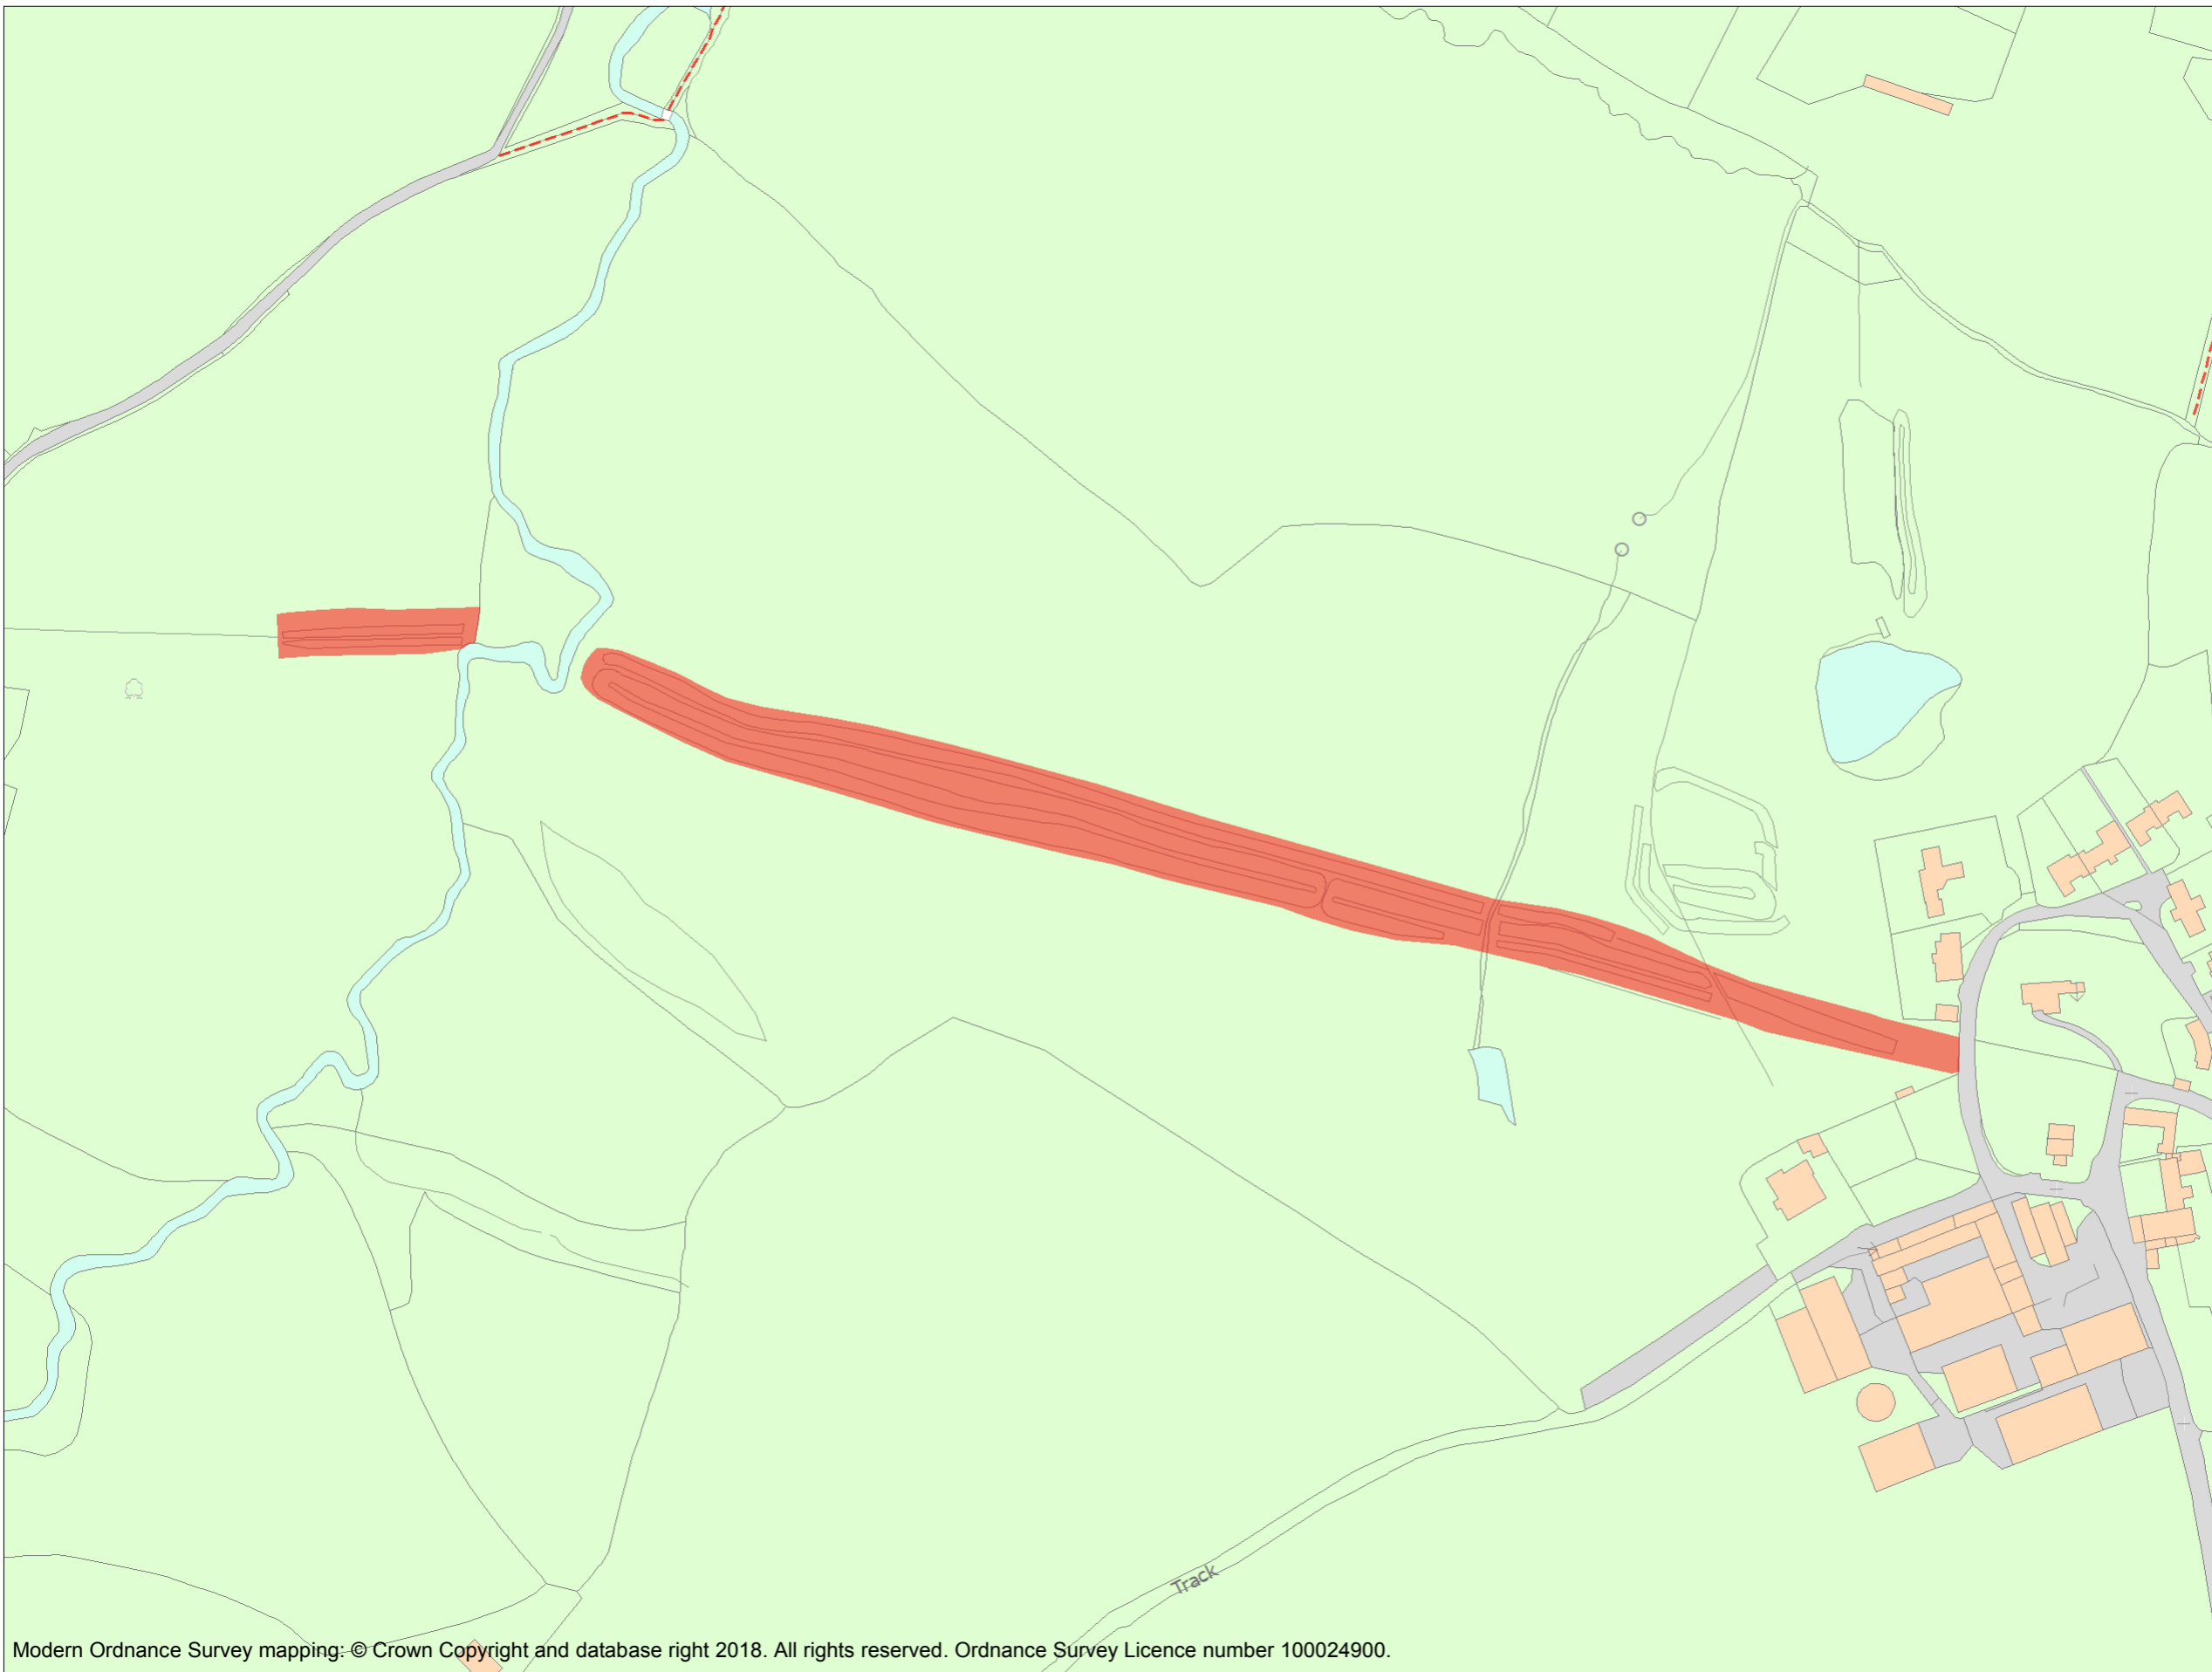 Track
Modern Ordnance Survey mapping: © Crown Copyright and database right 2018. All rights reserved. Ordnance Survey Licence number 100024900.